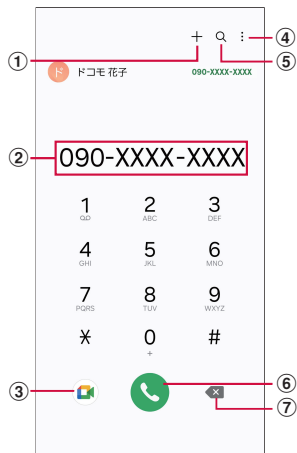 ① + ④
⑤
ド ドコモ 花子 090-XXXX-XXXX
② 090-XXXX-XXXX
1 2 3
ABC DEF
4 5 6
GHI JKL MNO
7 8 9
PQRS TUV WXYZ
* 0 #
+
③ ⑥
⑦